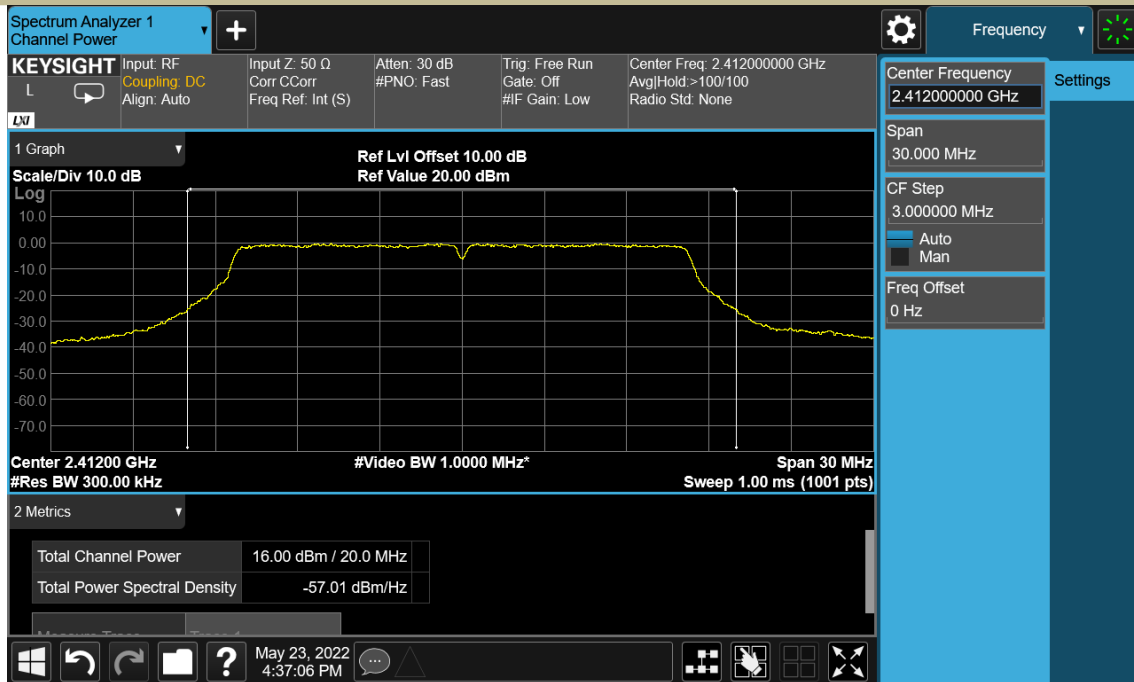 Spectrum Analyzer 1
Channel Power
Frequency
KEYSIGHT
L
LXI
Input: RF
Coupling: DC
Align: Auto
Input Z: 50 Ω
Corr CCorr
Freq Ref: Int (S)
Atten: 30 dB
#PNO: Fast
Trig: Free Run
Gate: Off
#IF Gain: Low
Center Freq: 2.412000000 GHz
Avg|Hold:>100/100
Radio Std: None
Center Frequency
2.412000000 GHz
Settings
Span
30.000 MHz
CF Step
3.000000 MHz
Auto
Man
Freq Offset
0 Hz
1 Graph
Scale/Div 10.0 dB
Ref Lvl Offset 10.00 dB
Ref Value 20.00 dBm
Log
10.0
0.00
-10.0
-20.0
-30.0
-40.0
-50.0
-60.0
-70.0
Center 2.41200 GHz
#Res BW 300.00 kHz
#Video BW 1.0000 MHz*
Span 30 MHz
Sweep 1.00 ms (1001 pts)
2 Metrics
Total Channel Power 16.00 dBm / 20.0 MHz
Total Power Spectral Density -57.01 dBm/Hz
May 23, 2022
4:37:06 PM